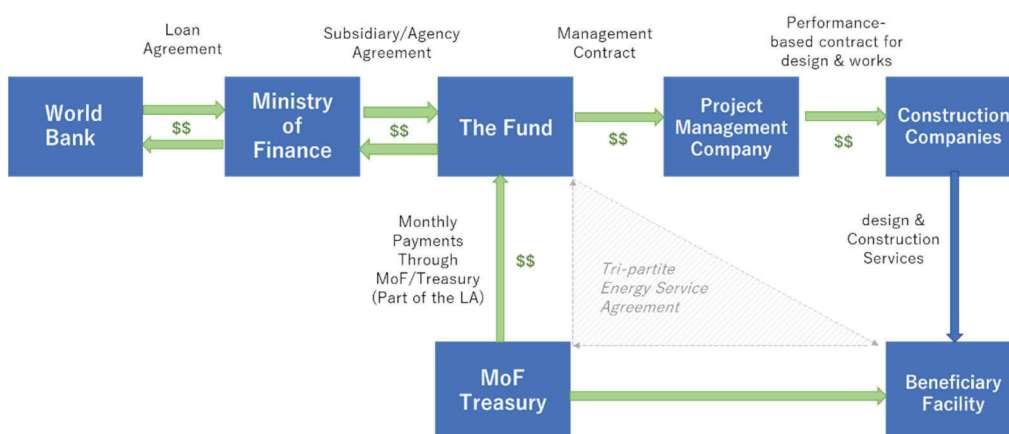 Loan
Agreement
Subsidiary/Agency
Agreement
Management
Contract
Performance-
based contract for
design & works
World
Bank
$$
Ministry
of
Finance
$$
The Fund
$$
Project
Management
Company
$$
Construction
Companies
Monthly
Payments
Through
MoF/Treasury
(Part of the LA)
$$
Tri-partite
Energy Service
Agreement
design &
Construction
Services
MoF
Treasury
Beneficiary
Facility